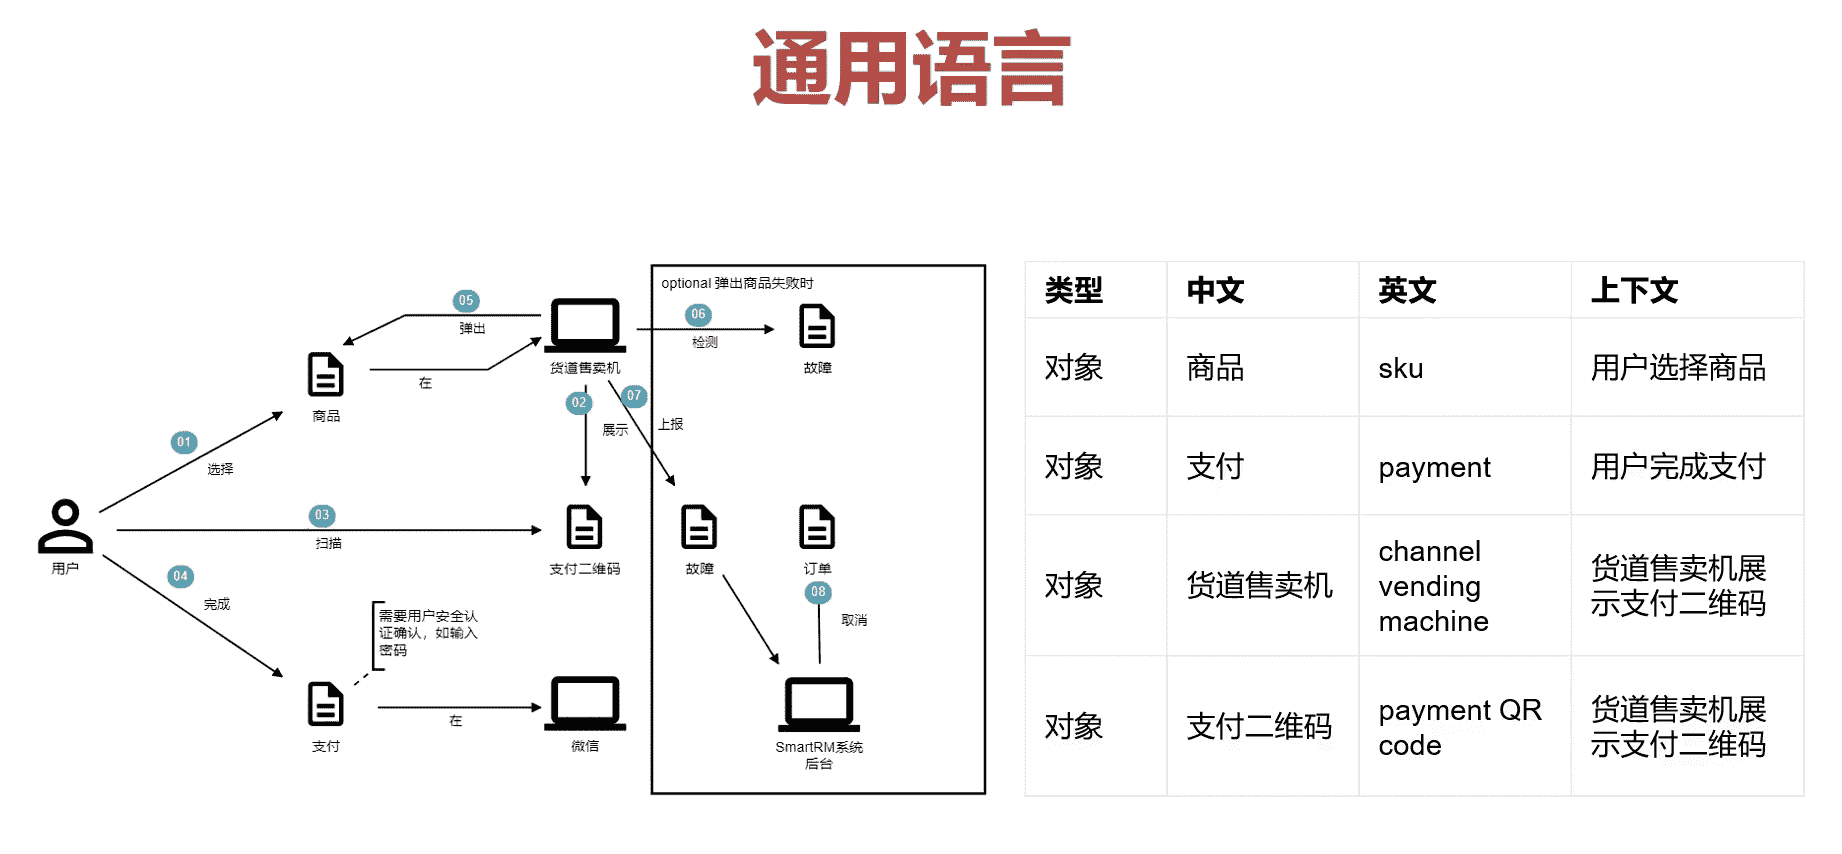 通用语言
optional 弹出商品失败时
05
弹出
06
检测
货道售卖机
故障
在
02
07
展示
上报
商品
01
选择
03
扫描
用户
支付二维码
故障
订单
04
完成
08
取消
需要用户安全认
证确认，如输入
密码
在
支付
微信
SmartRM系统
后台
类型 中文 英文 上下文
对象 商品 sku 用户选择商品
对象 支付 payment 用户完成支付
对象 货道售卖机
channel
vending
machine
货道售卖机展
示支付二维码
对象 支付二维码
payment QR
code
货道售卖机展
示支付二维码